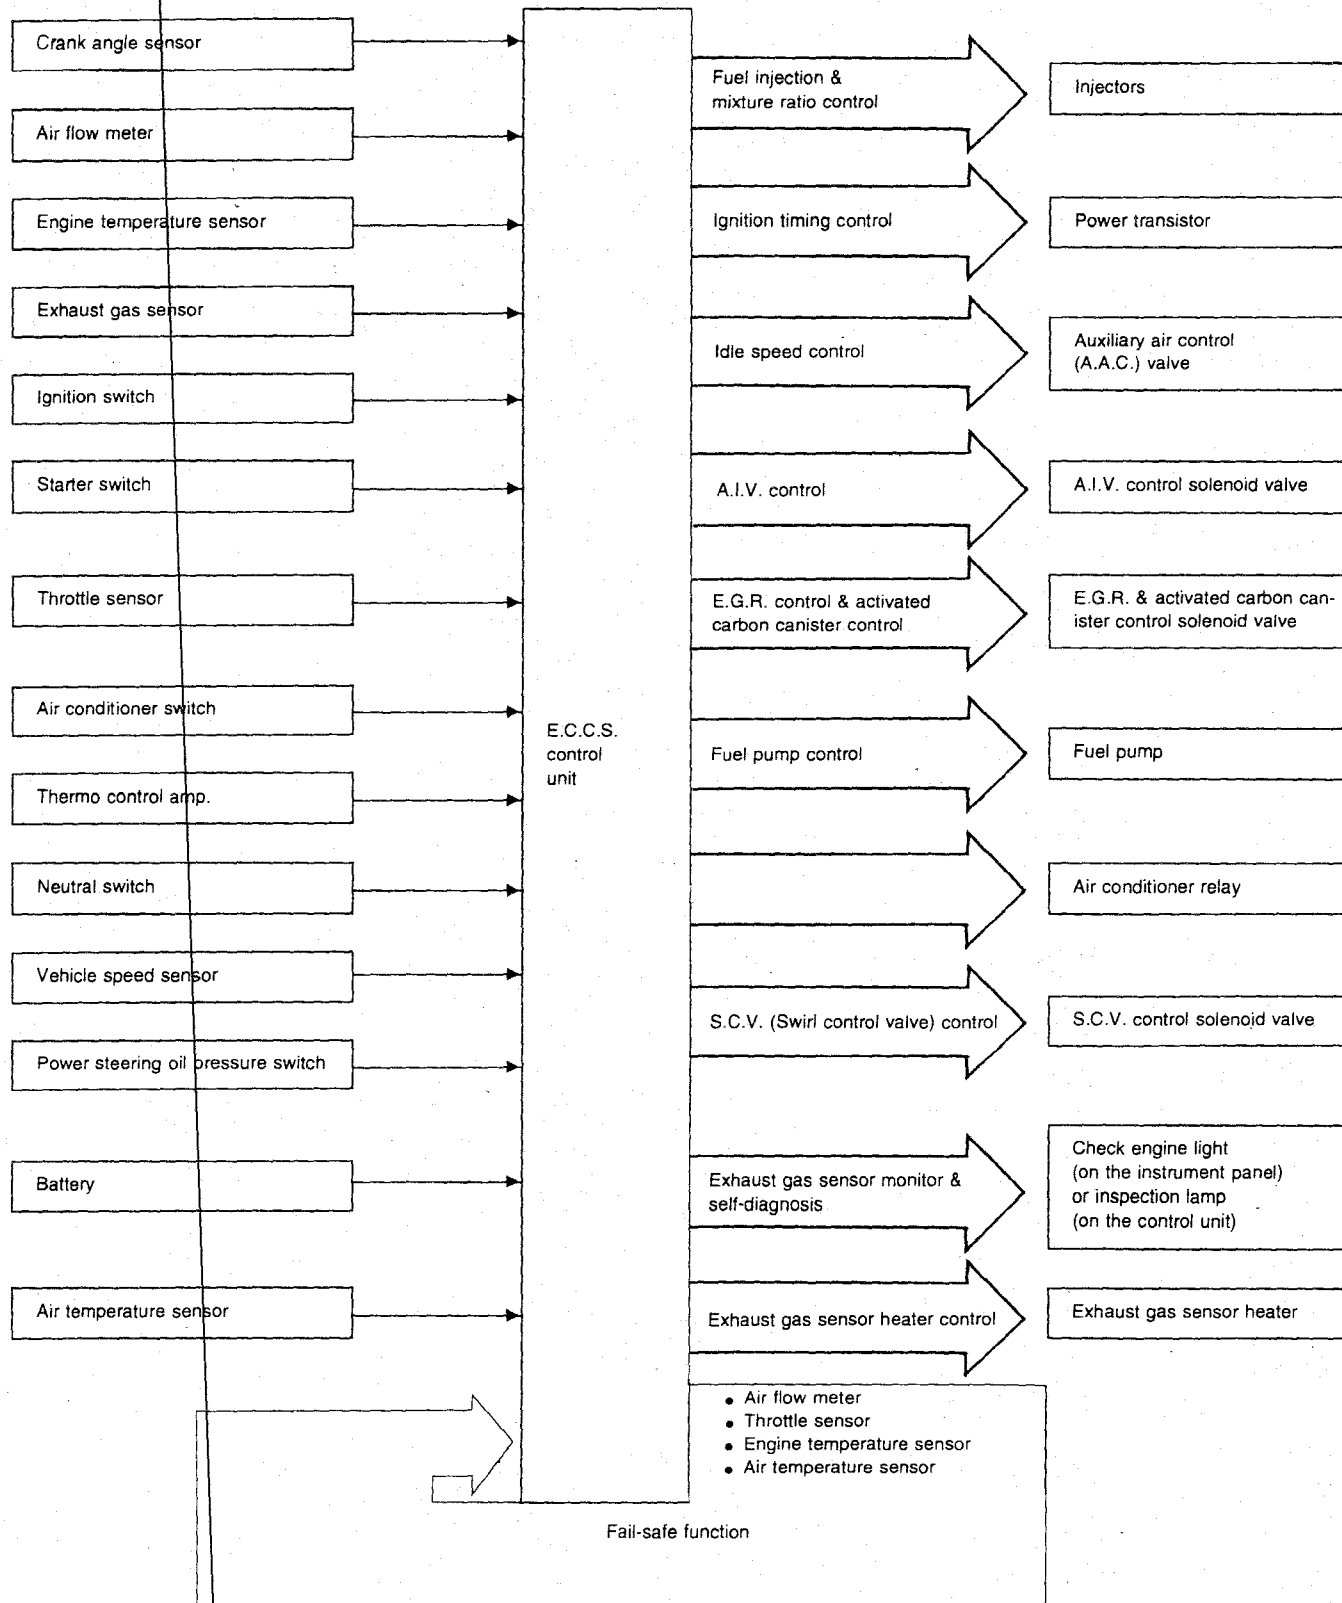 Crank angle sensor
Air flow meter
Engine temperature sensor
Exhaust gas sensor
Ignition switch
Starter switch
Throttle sensor
Air conditioner switch
Thermo control amp.
Neutral switch
Vehicle speed sensor
Power steering oil pressure switch
Battery
Air temperature sensor
E.C.C.S.
control
unit
Fuel injection &
mixture ratio control
Injectors
Ignition timing control
Power transistor
Idle speed control
Auxiliary air control
(A.A.C.) valve
A.I.V. control
A.I.V. control solenoid valve
E.G.R. control & activated
carbon canister control
E.G.R. & activated carbon can-
ister control solenoid valve
Fuel pump control
Fuel pump
Air conditioner relay
S.C.V. (Swirl control valve) control
S.C.V. control solenoid valve
Exhaust gas sensor monitor &
self-diagnosis
Check engine light
(on the instrument panel)
or inspection lamp
(on the control unit)
Exhaust gas sensor heater control
Exhaust gas sensor heater
• Air flow meter
• Throttle sensor
• Engine temperature sensor
• Air temperature sensor
Fail-safe function